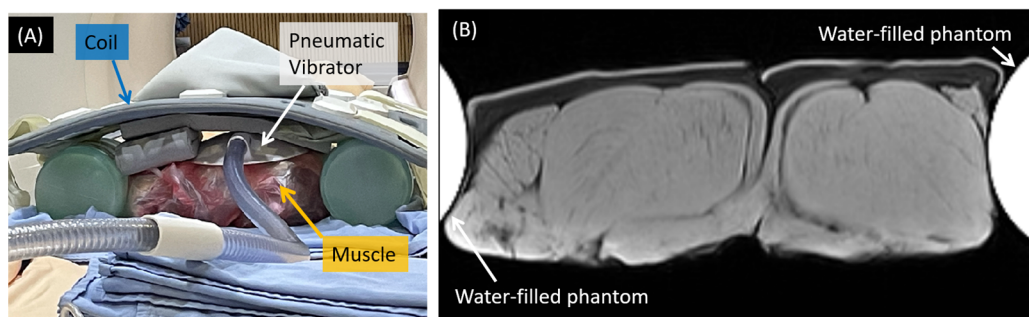 (A)
Coil
Pneumatic
Vibrator
Muscle
(B)
Water-filled phantom
Water-filled phantom